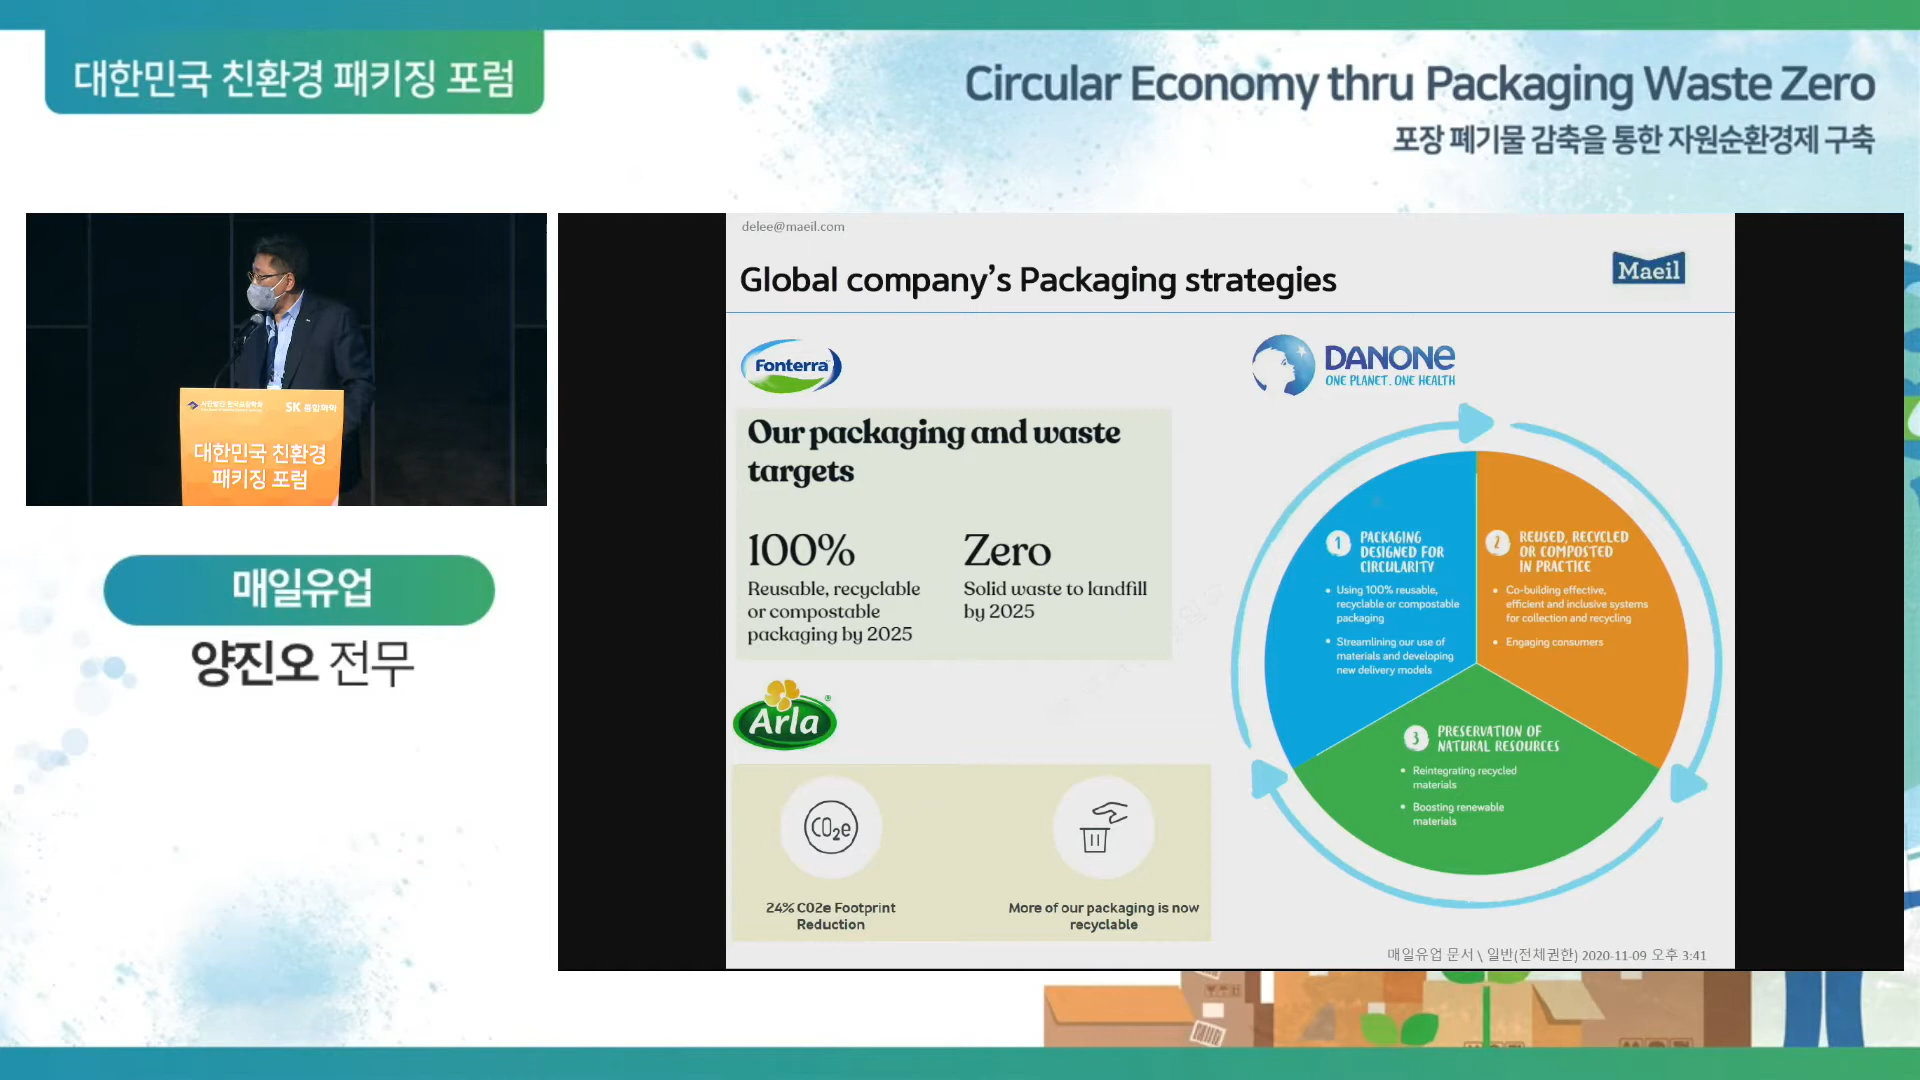 대한민국 친환경 패키징 포럼
Circular Economy thru Packaging Waste Zero
포장 폐기물 감축을 통한 자원순환경제 구축
SK 종합화학
대한민국 친환경
패키징 포럼
매일유업
양진오 전무
delee@maeil.com
Global company's Packaging strategies
Maeil
Fonterra
Our packaging and waste
targets
100%
Reusable, recyclable
or compostable
packaging by 2025
Zero
Solid waste to landfill
by 2025
Arla
CO2e
24% C02e Footprint
Reduction
More of our packaging is now
recyclable
DANONE
ONE PLANET. ONE HEALTH
1 PACKAGING
DESIGNED FOR
CIRCULARITY
• Using 100% reusable,
recyclable or compostable
packaging
• Streamlining our use of
materials and developing
new delivery models
2 REUSED, RECYCLED
OR COMPOSTED
IN PRACTICE
• Co-building effective,
efficient and inclusive systems
for collection and recycling
• Engaging consumers
3 PRESERVATION OF
NATURAL RESOURCES
• Reintegrating recycled
materials
• Boosting renewable
materials
매일유업 문서 \ 일반(전체권한) 2020-11-09 오후 3:41